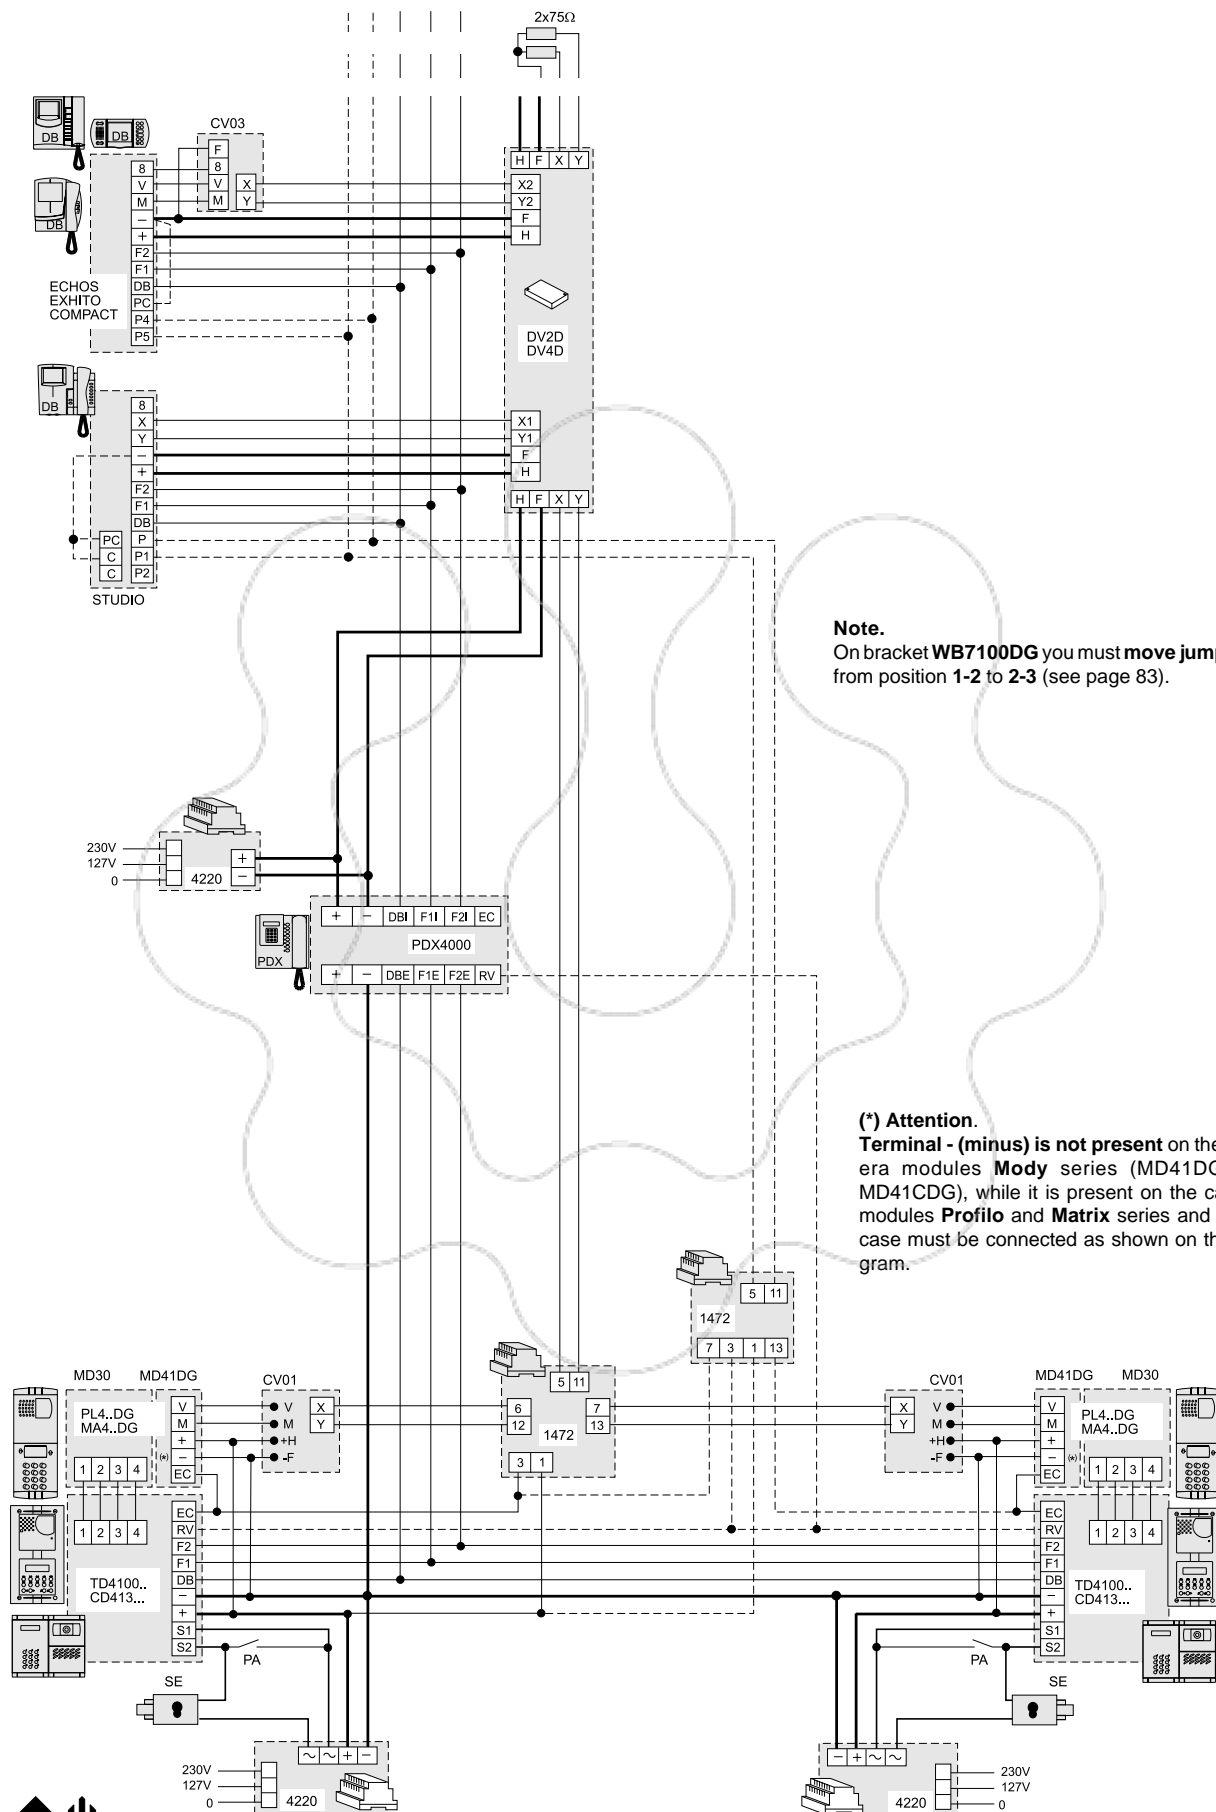 2x75Ω
CV03
DB
DB
DB
F
8
V
M
X
Y
8
V
M
–
+
F2
F1
DB
PC
P4
P5
ECHOS
EXHITO
COMPACT
H F X Y
X2
Y2
F
H
DV2D
DV4D
X1
Y1
F
H
H F X Y
DB
8
X
Y
–
+
F2
F1
DB
P
P1
P2
PC
C
C
STUDIO
Note.
On bracket WB7100DG you must move jump
from position 1-2 to 2-3 (see page 83).
230V
127V
0
4220
+
–
+ – DBI F1I F2I EC
PDX4000
PDX
+ – DBE F1E F2E RV
(*) Attention.
Terminal - (minus) is not present on the
era modules Mody series (MD41DG
MD41CDG), while it is present on the ca
modules Profilo and Matrix series and
case must be connected as shown on th
gram.
5 11
1472
7 3 1 13
MD30
MD41DG
CV01
PL4..DG
MA4..DG
V
M
+
(*) –
EC
V
M
+H
-F
X
Y
1 2 3 4
5 11
6
12
7
13
1472
3 1
CV01
MD41DG
MD30
X
Y
V
M
+H
-F
V
M
+
– (*)
EC
PL4..DG
MA4..DG
1 2 3 4
1 2 3 4
TD4100..
CD413...
EC
RV
F2
F1
DB
–
+
S1
S2
PA
SE
EC
RV
F2
F1
DB
–
+
S1
S2
1 2 3 4
TD4100..
CD413...
PA
SE
∼ ∼ + –
230V
127V
0
4220
– + ∼ ∼
4220
230V
127V
0